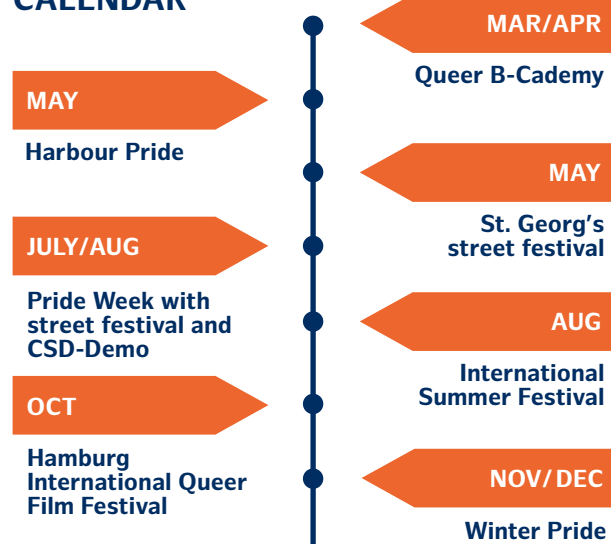 CALENDAR
MAR/APR
Queer B-Cademy
MAY
Harbour Pride
MAY
St. Georg's
street festival
JULY/AUG
Pride Week with
street festival and
CSD-Demo
AUG
International
Summer Festival
OCT
Hamburg
International Queer
Film Festival
NOV/DEC
Winter Pride